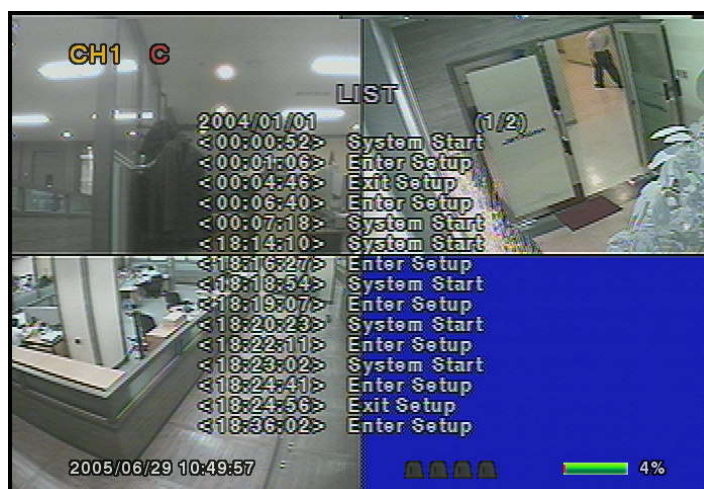 CH1 C
LIST
2004/01/01 (1/2)
<00:00:52> System Start
<00:01:06> Enter Setup
<00:04:46> Exit Setup
<00:06:40> Enter Setup
<00:07:18> System Start
<18:14:10> System Start
<18:16:27> Enter Setup
<18:18:54> System Start
<18:19:07> Enter Setup
<18:20:23> System Start
<18:22:11> Enter Setup
<18:23:02> System Start
<18:24:41> Enter Setup
<18:24:56> Exit Setup
<18:36:02> Enter Setup
2005/06/29 10:49:57 4%